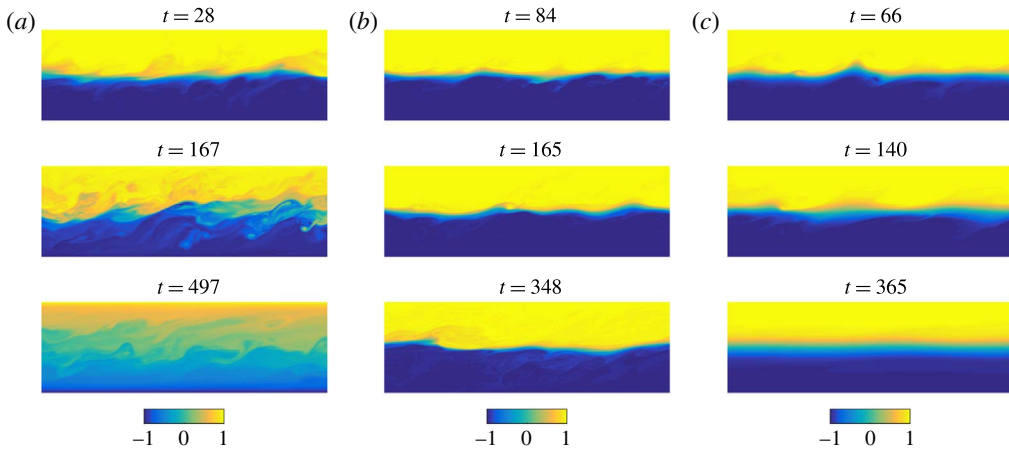 (a) t = 28 (b) t = 84 (c) t = 66
t = 167 t = 165 t = 140
t = 497 t = 348 t = 365
–1 0 1 –1 0 1 –1 0 1